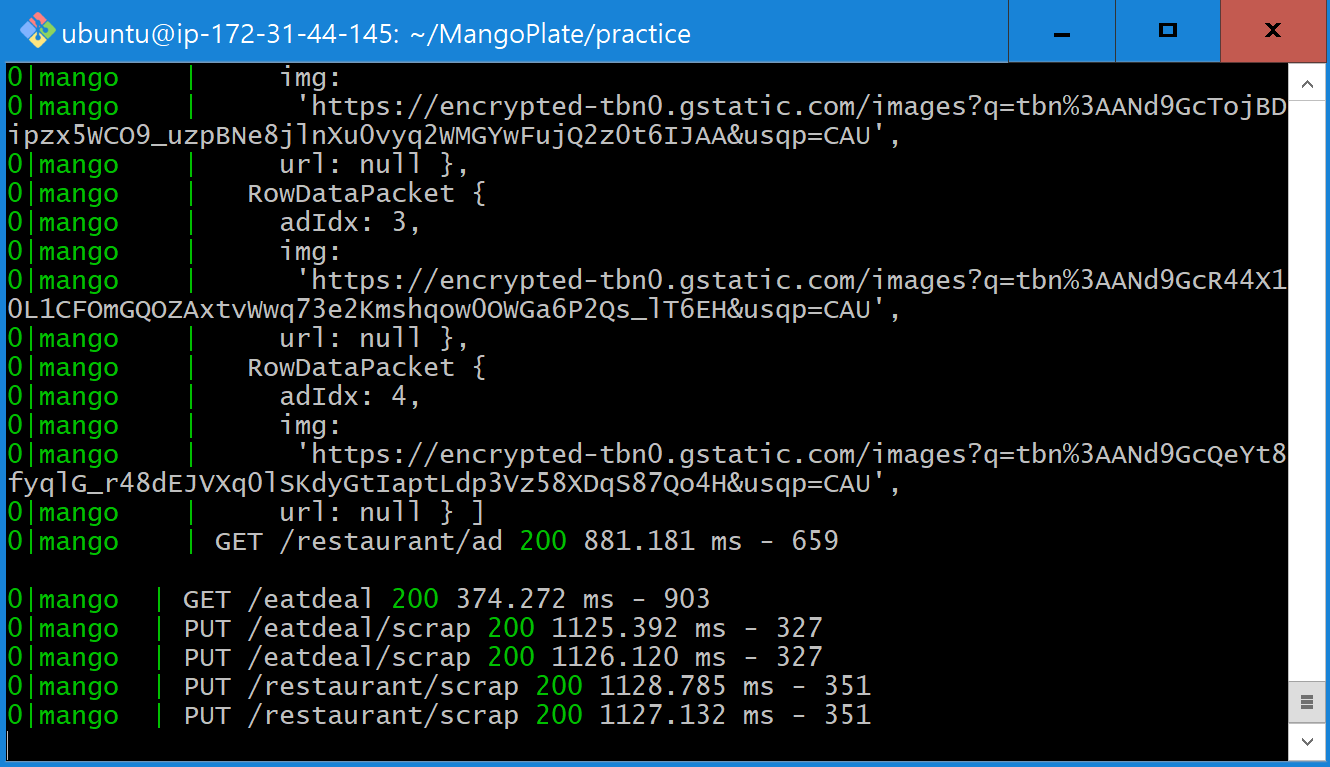 ubuntu@ip-172-31-44-145: ~/MangoPlate/practice
0|mango    |     img:
0|mango    |      'https://encrypted-tbn0.gstatic.com/images?q=tbn%3AANd9GcTojBD
ipzx5WCO9_uzpBNe8jlnXu0vyq2WMGYwFujQ2z0t6IJAA&usqp=CAU',
0|mango    |     url: null },
0|mango    |   RowDataPacket {
0|mango    |     adIdx: 3,
0|mango    |     img:
0|mango    |      'https://encrypted-tbn0.gstatic.com/images?q=tbn%3AANd9GcR44X1
0L1CFOmGQOZAxtvWwq73e2Kmshqow0OWGa6P2Qs_lT6EH&usqp=CAU',
0|mango    |     url: null },
0|mango    |   RowDataPacket {
0|mango    |     adIdx: 4,
0|mango    |     img:
0|mango    |      'https://encrypted-tbn0.gstatic.com/images?q=tbn%3AANd9GcQeYt8
fyqlG_r48dEJVXq0lSKdyGtIaptLdp3Vz58XDqS87Qo4H&usqp=CAU',
0|mango    |     url: null } ]
0|mango    | GET /restaurant/ad 200 881.181 ms - 659
0|mango  | GET /eatdeal 200 374.272 ms - 903
0|mango  | PUT /eatdeal/scrap 200 1125.392 ms - 327
0|mango  | PUT /eatdeal/scrap 200 1126.120 ms - 327
0|mango  | PUT /restaurant/scrap 200 1128.785 ms - 351
0|mango  | PUT /restaurant/scrap 200 1127.132 ms - 351